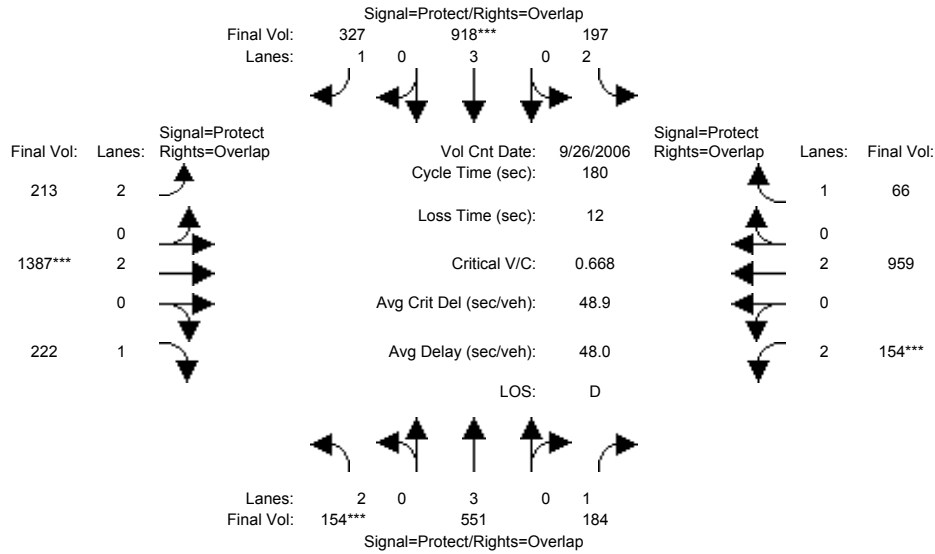 Signal=Protect/Rights=Overlap
Final Vol: 327 918*** 197
Lanes: 1 0 3 0 2
Signal=Protect Signal=Protect
Final Vol: Lanes: Rights=Overlap Vol Cnt Date: 9/26/2006 Rights=Overlap Lanes: Final Vol:
Cycle Time (sec): 180
213 2 1 66
Loss Time (sec): 12
0 0
1387*** 2 Critical V/C: 0.668 2 959
0 Avg Crit Del (sec/veh): 48.9 0
222 1 Avg Delay (sec/veh): 48.0 2 154***
LOS: D
Lanes: 2 0 3 0 1
Final Vol: 154*** 551 184
Signal=Protect/Rights=Overlap